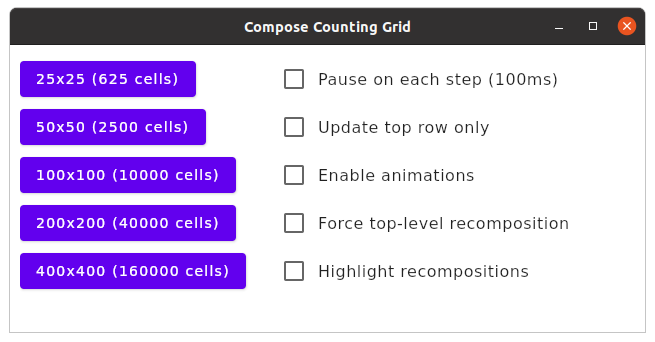 Compose Counting Grid
25x25 (625 cells)
Pause on each step (100ms)
50x50 (2500 cells)
Update top row only
100x100 (10000 cells)
Enable animations
200x200 (40000 cells)
Force top-level recomposition
400x400 (160000 cells)
Highlight recompositions